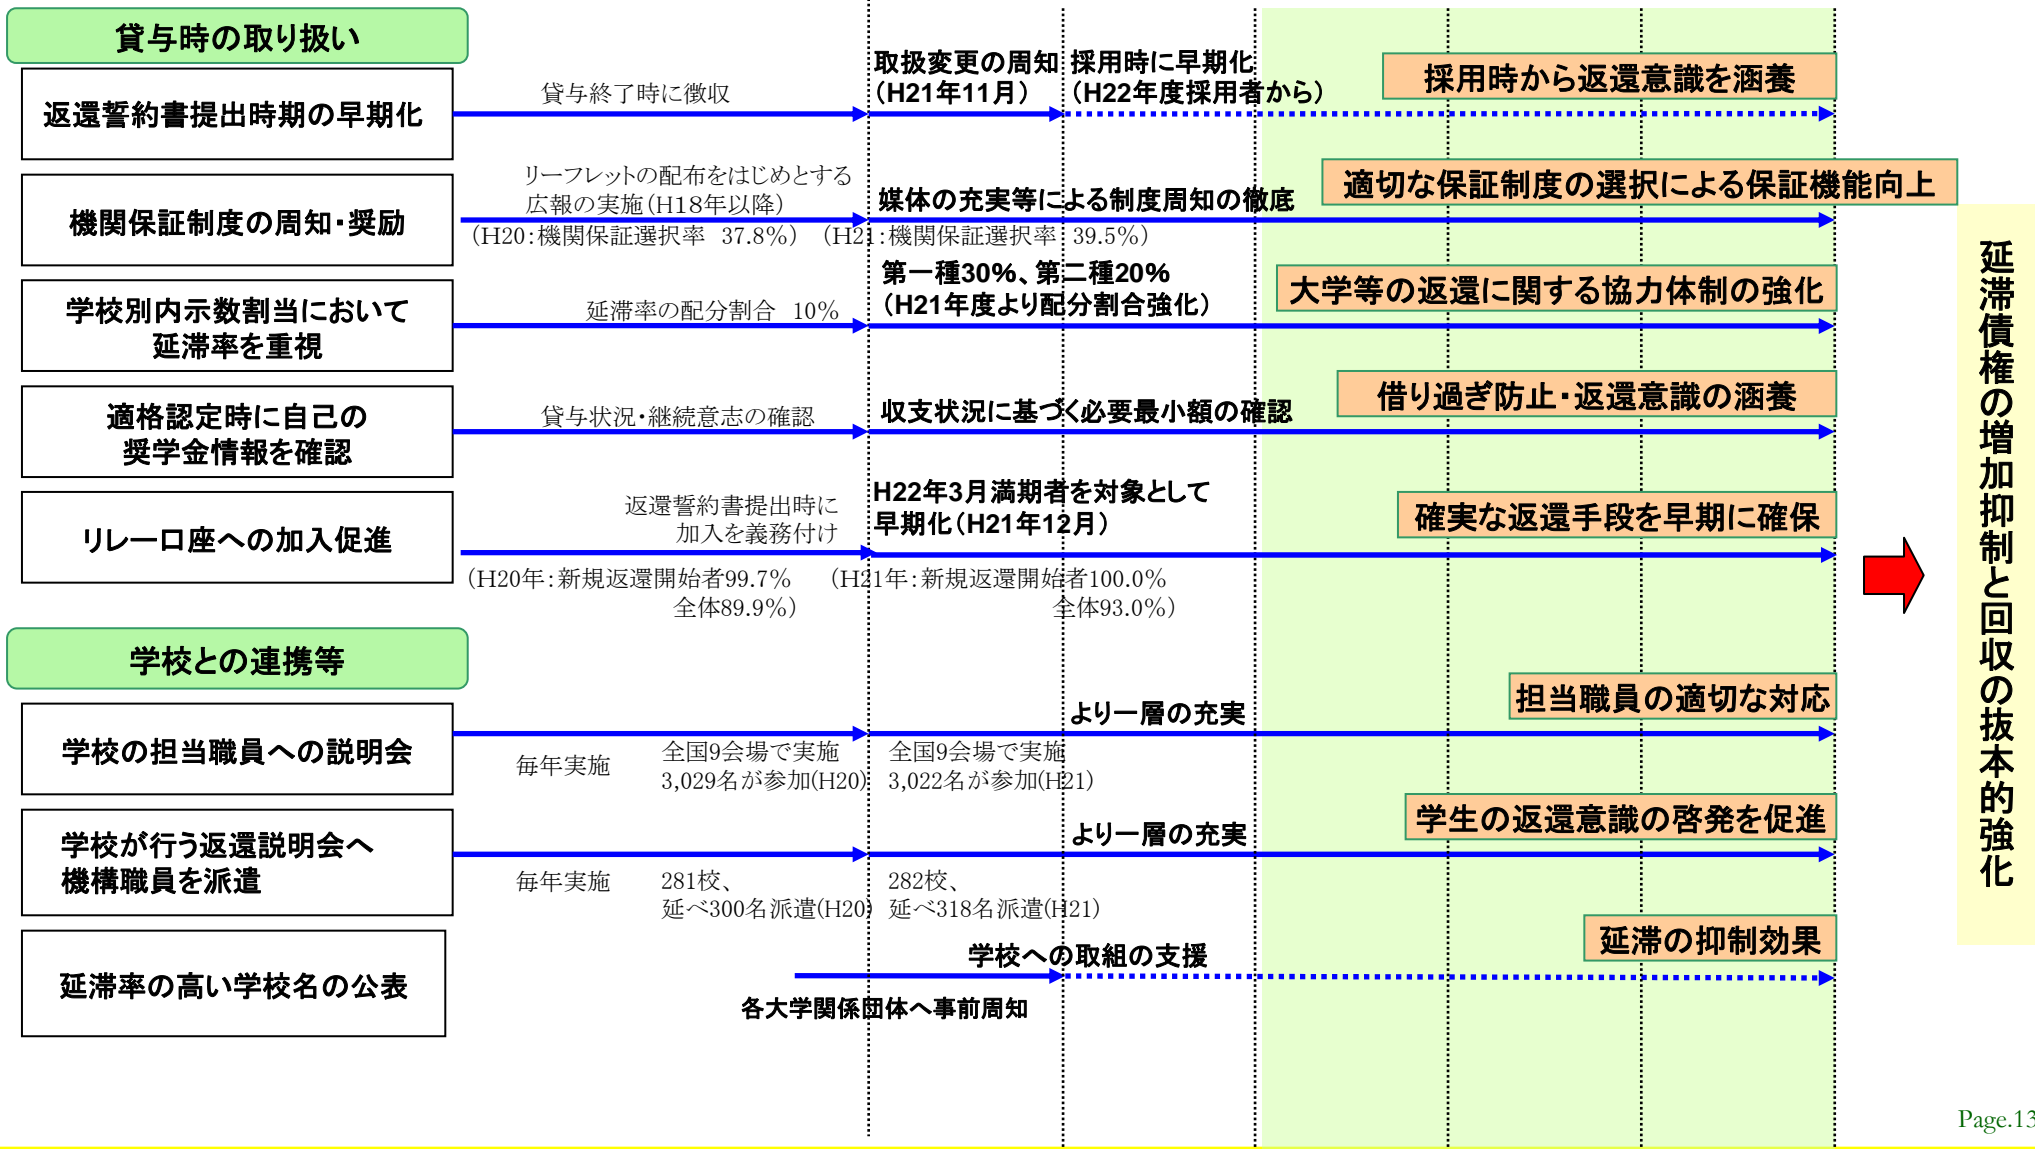 貸与時の取り扱い
返還誓約書提出時期の早期化
貸与終了時に徴収
取扱変更の周知
（H21年11月）
採用時に早期化
（H22年度採用者から）
採用時から返還意識を涵養
機関保証制度の周知・奨励
リーフレットの配布をはじめとする
広報の実施（H18年以降）
（H20：機関保証選択率 37.8％）
媒体の充実等による制度周知の徹底
（H21：機関保証選択率 39.5％）
適切な保証制度の選択による保証機能向上
学校別内示数割当において
延滞率を重視
延滞率の配分割合 10％
第一種30％、第二種20％
（H21年度より配分割合強化）
大学等の返還に関する協力体制の強化
適格認定時に自己の
奨学金情報を確認
貸与状況・継続意志の確認
収支状況に基づく必要最小額の確認
借り過ぎ防止・返還意識の涵養
リレー口座への加入促進
返還誓約書提出時に
加入を義務付け
（H20年：新規返還開始者99.7％
全体89.9％）
H22年3月満期者を対象として
早期化（H21年12月）
（H21年：新規返還開始者100.0％
全体93.0％）
確実な返還手段を早期に確保
学校との連携等
学校の担当職員への説明会
毎年実施
全国9会場で実施
3,029名が参加(H20)
より一層の充実
全国9会場で実施
3,022名が参加(H21)
担当職員の適切な対応
学校が行う返還説明会へ
機構職員を派遣
毎年実施
281校、
延べ300名派遣(H20)
より一層の充実
282校、
延べ318名派遣(H21)
学生の返還意識の啓発を促進
延滞率の高い学校名の公表
学校への取組の支援
各大学関係団体へ事前周知
延滞の抑制効果
延滞債権の増加抑制と回収の抜本的強化
Page.13